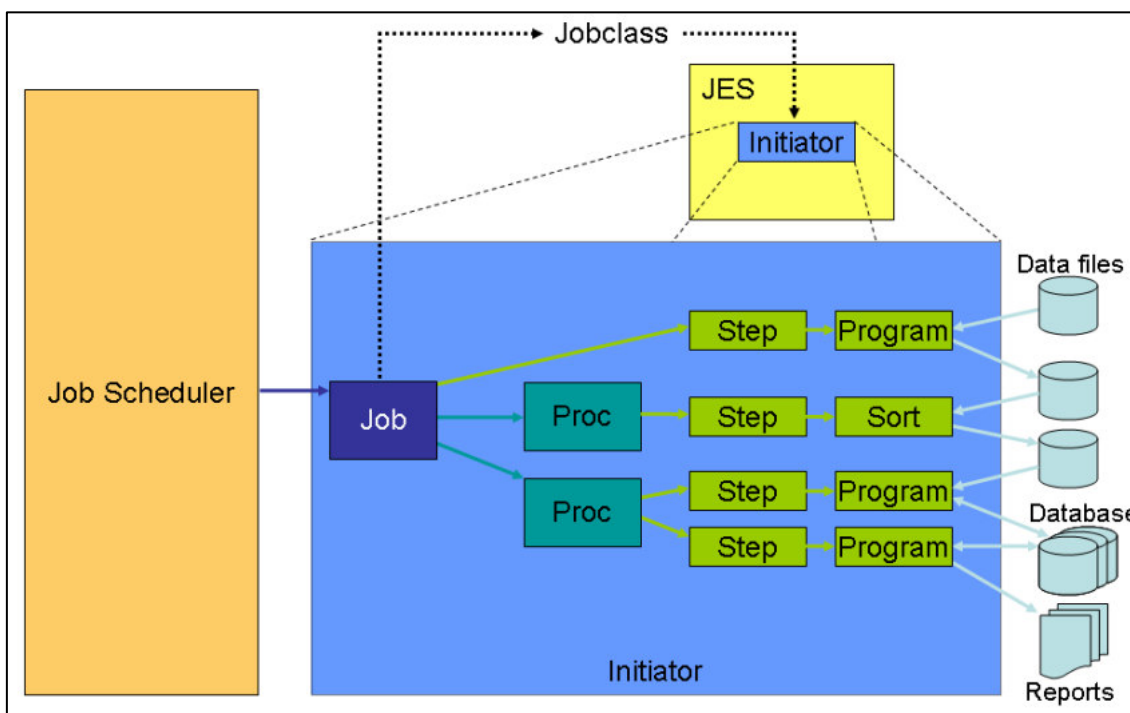 Jobclass
JES
Initiator
Data files
Step
Program
Job Scheduler
Job
Proc
Step
Sort
Proc
Step
Program
Database
Step
Program
Initiator
Reports